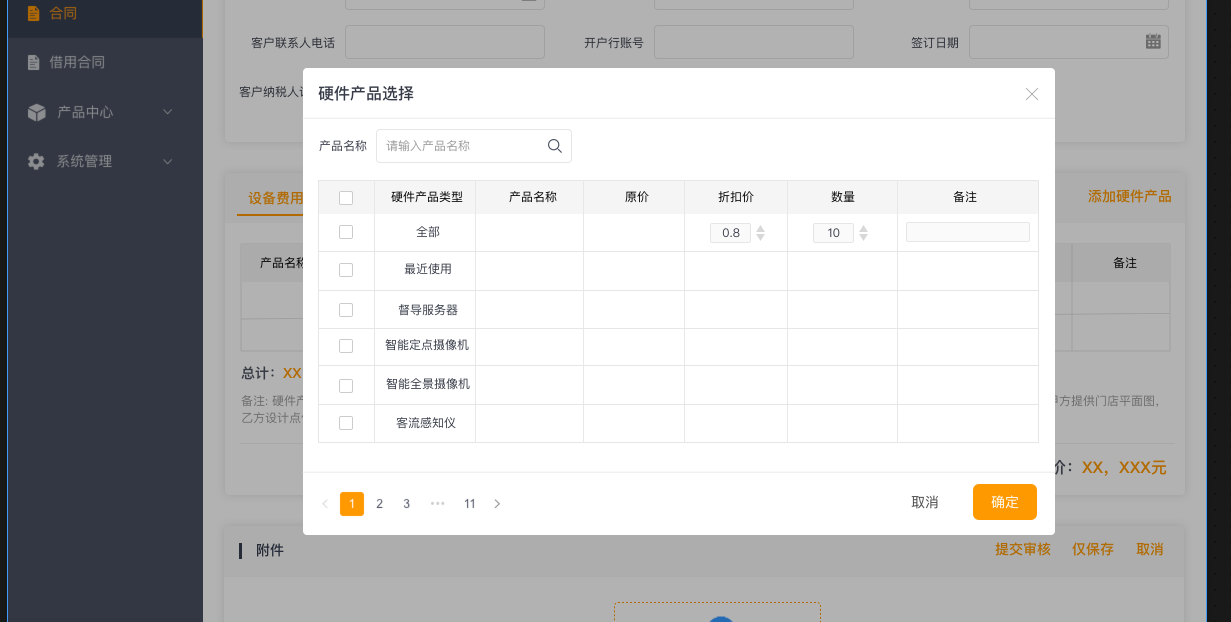 合同
借用合同
产品中心
系统管理
客户联系人电话
开户行账号
签订日期
客户纳税人
硬件产品选择
产品名称
请输入产品名称
硬件产品类型 产品名称 原价 折扣价 数量 备注
全部 0.8 10
最近使用
督导服务器
智能定点摄像机
智能全景摄像机
客流感知仪
1 2 3 ··· 11
取消 确定
设备费用
添加硬件产品
产品名称
备注
总计：XX
备注: 硬件产
方提供门店平面图，
乙方设计点
价：XX，XXX元
附件
提交审核 仅保存 取消